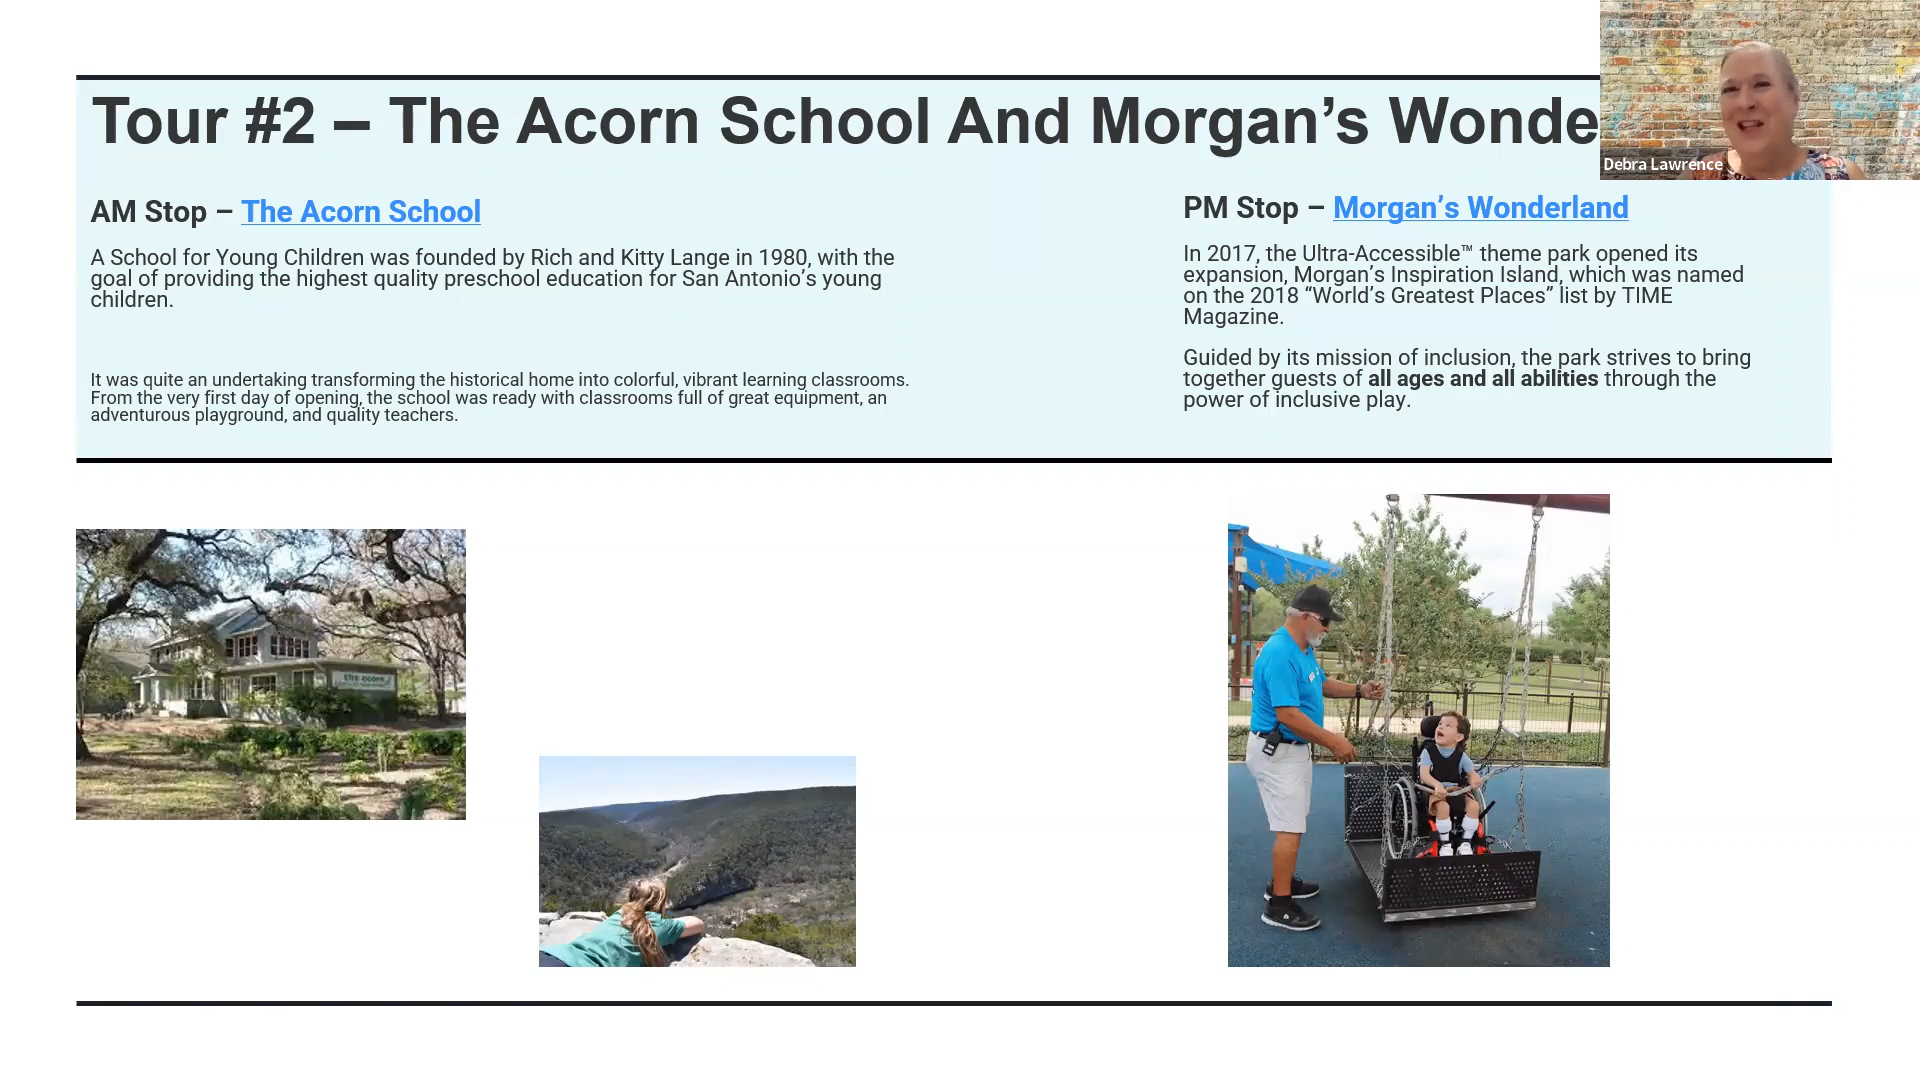 Tour #2 – The Acorn School And Morgan’s Wonde
Debra Lawrence
AM Stop – The Acorn School
A School for Young Children was founded by Rich and Kitty Lange in 1980, with the
goal of providing the highest quality preschool education for San Antonio’s young
children.
It was quite an undertaking transforming the historical home into colorful, vibrant learning classrooms.
From the very first day of opening, the school was ready with classrooms full of great equipment, an
adventurous playground, and quality teachers.
PM Stop – Morgan’s Wonderland
In 2017, the Ultra-Accessible™ theme park opened its
expansion, Morgan’s Inspiration Island, which was named
on the 2018 “World’s Greatest Places” list by TIME
Magazine.
Guided by its mission of inclusion, the park strives to bring
together guests of all ages and all abilities through the
power of inclusive play.
the acorn